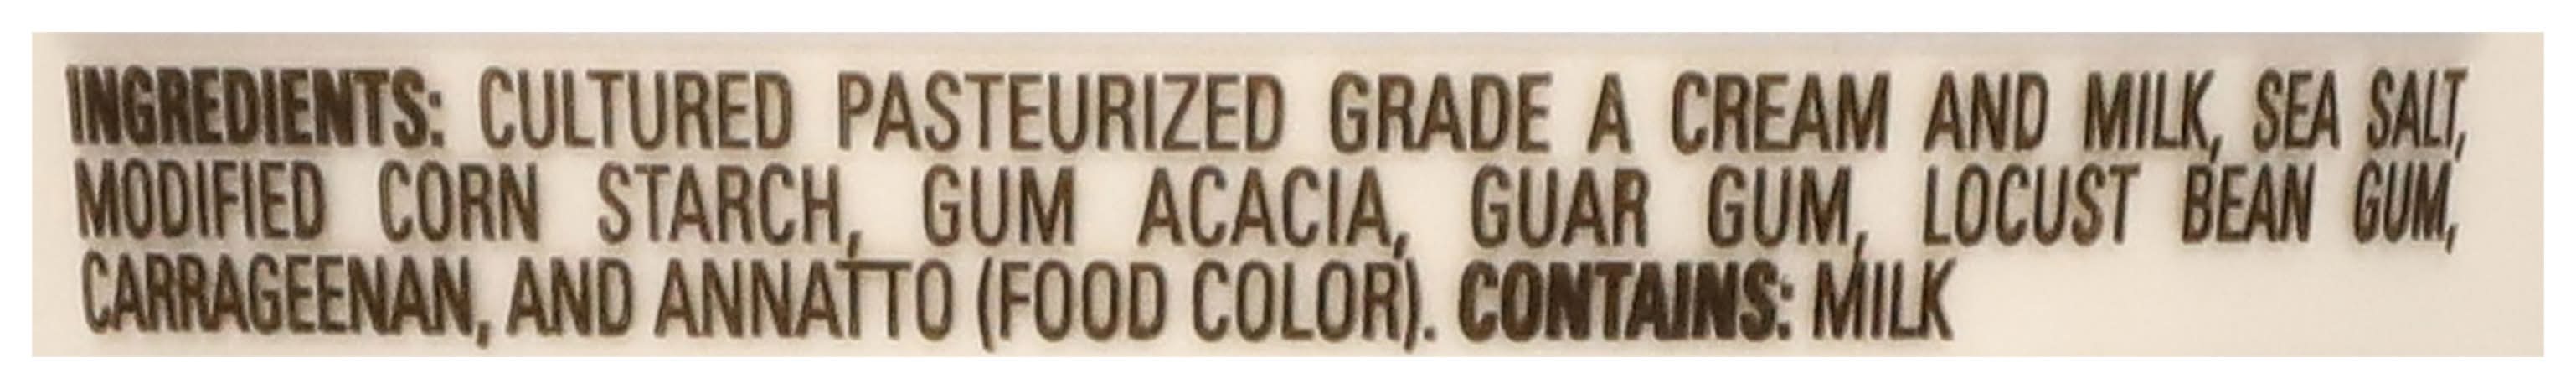 INGREDIENTS: CULTURED PASTEURIZED GRADE A CREAM AND MILK, SEA SALT,
MODIFIED CORN STARCH, GUM ACACIA, GUAR GUM, LOCUST BEAN GUM,
CARRAGEENAN, AND ANNATTO (FOOD COLOR). CONTAINS: MILK